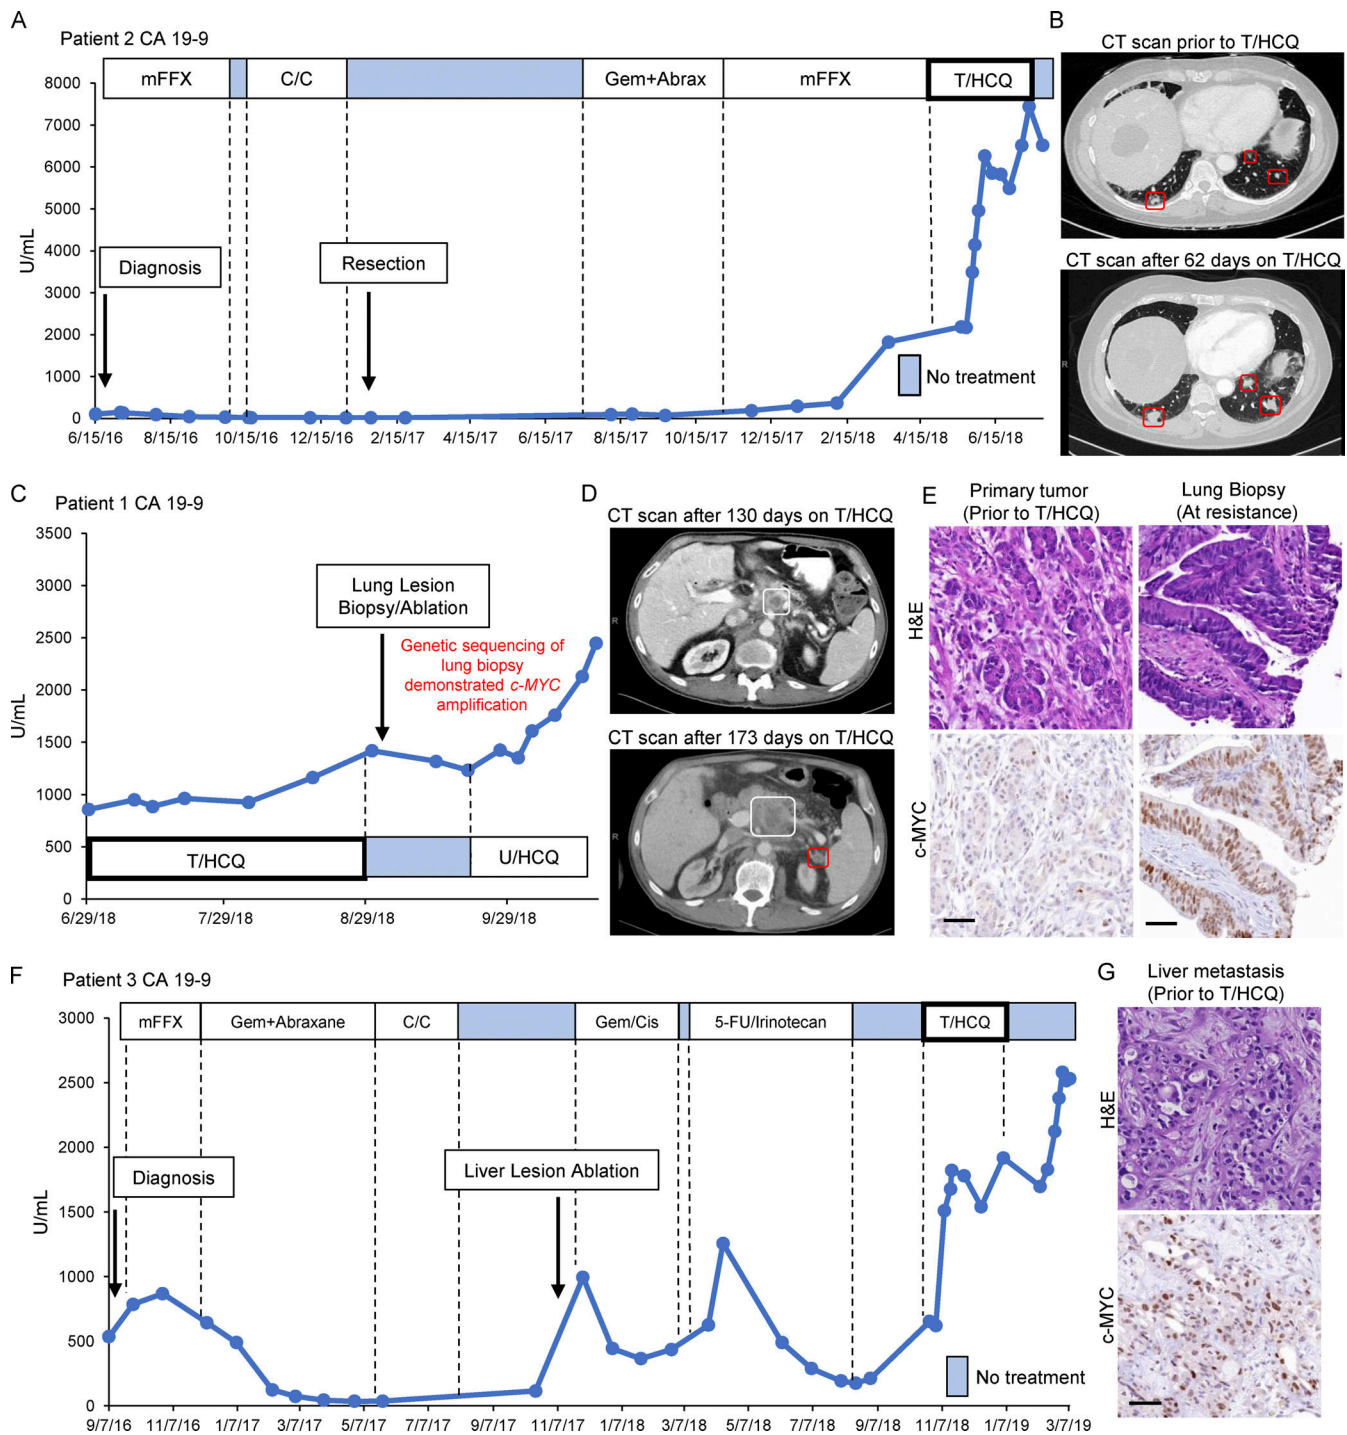 A
Patient 2 CA 19-9
mFFX
C/C
Gem+Abrax
mFFX
T/HCQ
8000
7000
6000
5000
4000
3000
2000
1000
0
U/mL
Diagnosis
Resection
No treatment
6/15/16
8/15/16
10/15/16
12/15/16
2/15/17
4/15/17
6/15/17
8/15/17
10/15/17
12/15/17
2/15/18
4/15/18
6/15/18
B
CT scan prior to T/HCQ
CT scan after 62 days on T/HCQ
R
C
Patient 1 CA 19-9
3500
3000
2500
2000
1500
1000
500
0
U/mL
Lung Lesion
Biopsy/Ablation
Genetic sequencing of
lung biopsy
demonstrated c-MYC
amplification
T/HCQ
U/HCQ
6/29/18
7/29/18
8/29/18
9/29/18
D
CT scan after 130 days on T/HCQ
R
CT scan after 173 days on T/HCQ
R
E
Primary tumor
(Prior to T/HCQ)
Lung Biopsy
(At resistance)
H&E
c-MYC
F
Patient 3 CA 19-9
mFFX
Gem+Abraxane
C/C
Gem/Cis
5-FU/Irinotecan
T/HCQ
3000
2500
2000
1500
1000
500
0
U/mL
Diagnosis
Liver Lesion Ablation
No treatment
9/7/16
11/7/16
1/7/17
3/7/17
5/7/17
7/7/17
9/7/17
11/7/17
1/7/18
3/7/18
5/7/18
7/7/18
9/7/18
11/7/18
1/7/19
3/7/19
G
Liver metastasis
(Prior to T/HCQ)
H&E
c-MYC